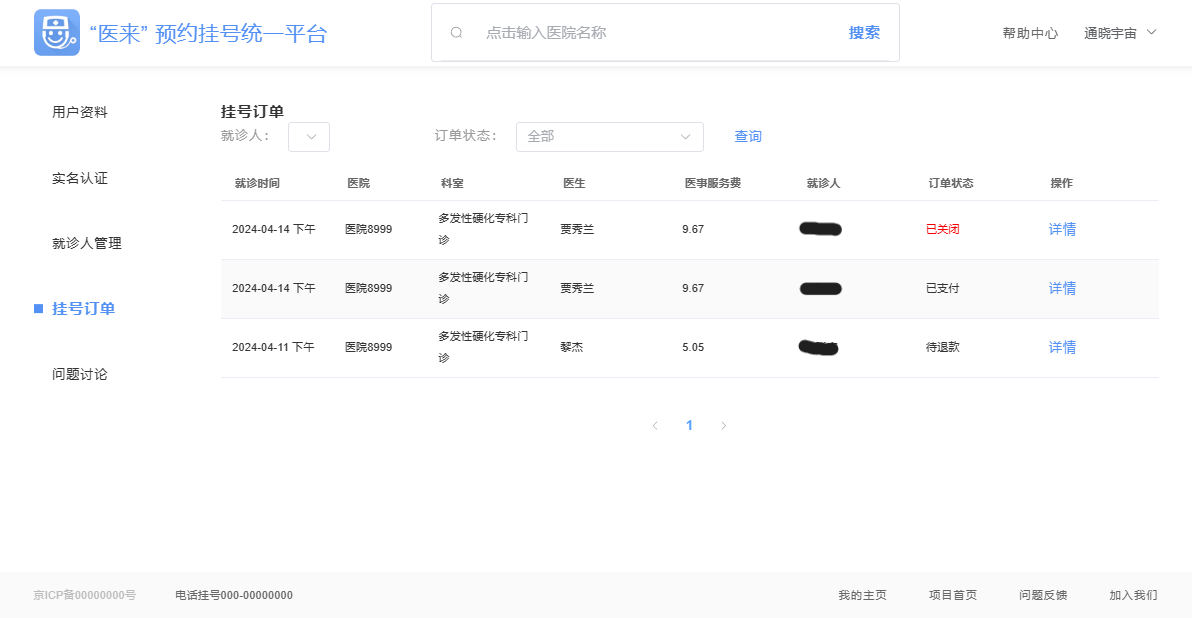 “医来” 预约挂号统一平台
点击输入医院名称 搜索
帮助中心 通晓宇宙
用户资料
实名认证
就诊人管理
挂号订单
问题讨论
挂号订单
就诊人： 订单状态： 全部 查询
就诊时间 医院 科室 医生 医事服务费 就诊人 订单状态 操作
2024-04-14 下午 医院8999 多发性硬化专科门诊 贾秀兰 9.67 已关闭 详情
2024-04-14 下午 医院8999 多发性硬化专科门诊 贾秀兰 9.67 已支付 详情
2024-04-11 下午 医院8999 多发性硬化专科门诊 黎杰 5.05 待退款 详情
1
京ICP备00000000号 电话挂号000-00000000 我的主页 项目首页 问题反馈 加入我们